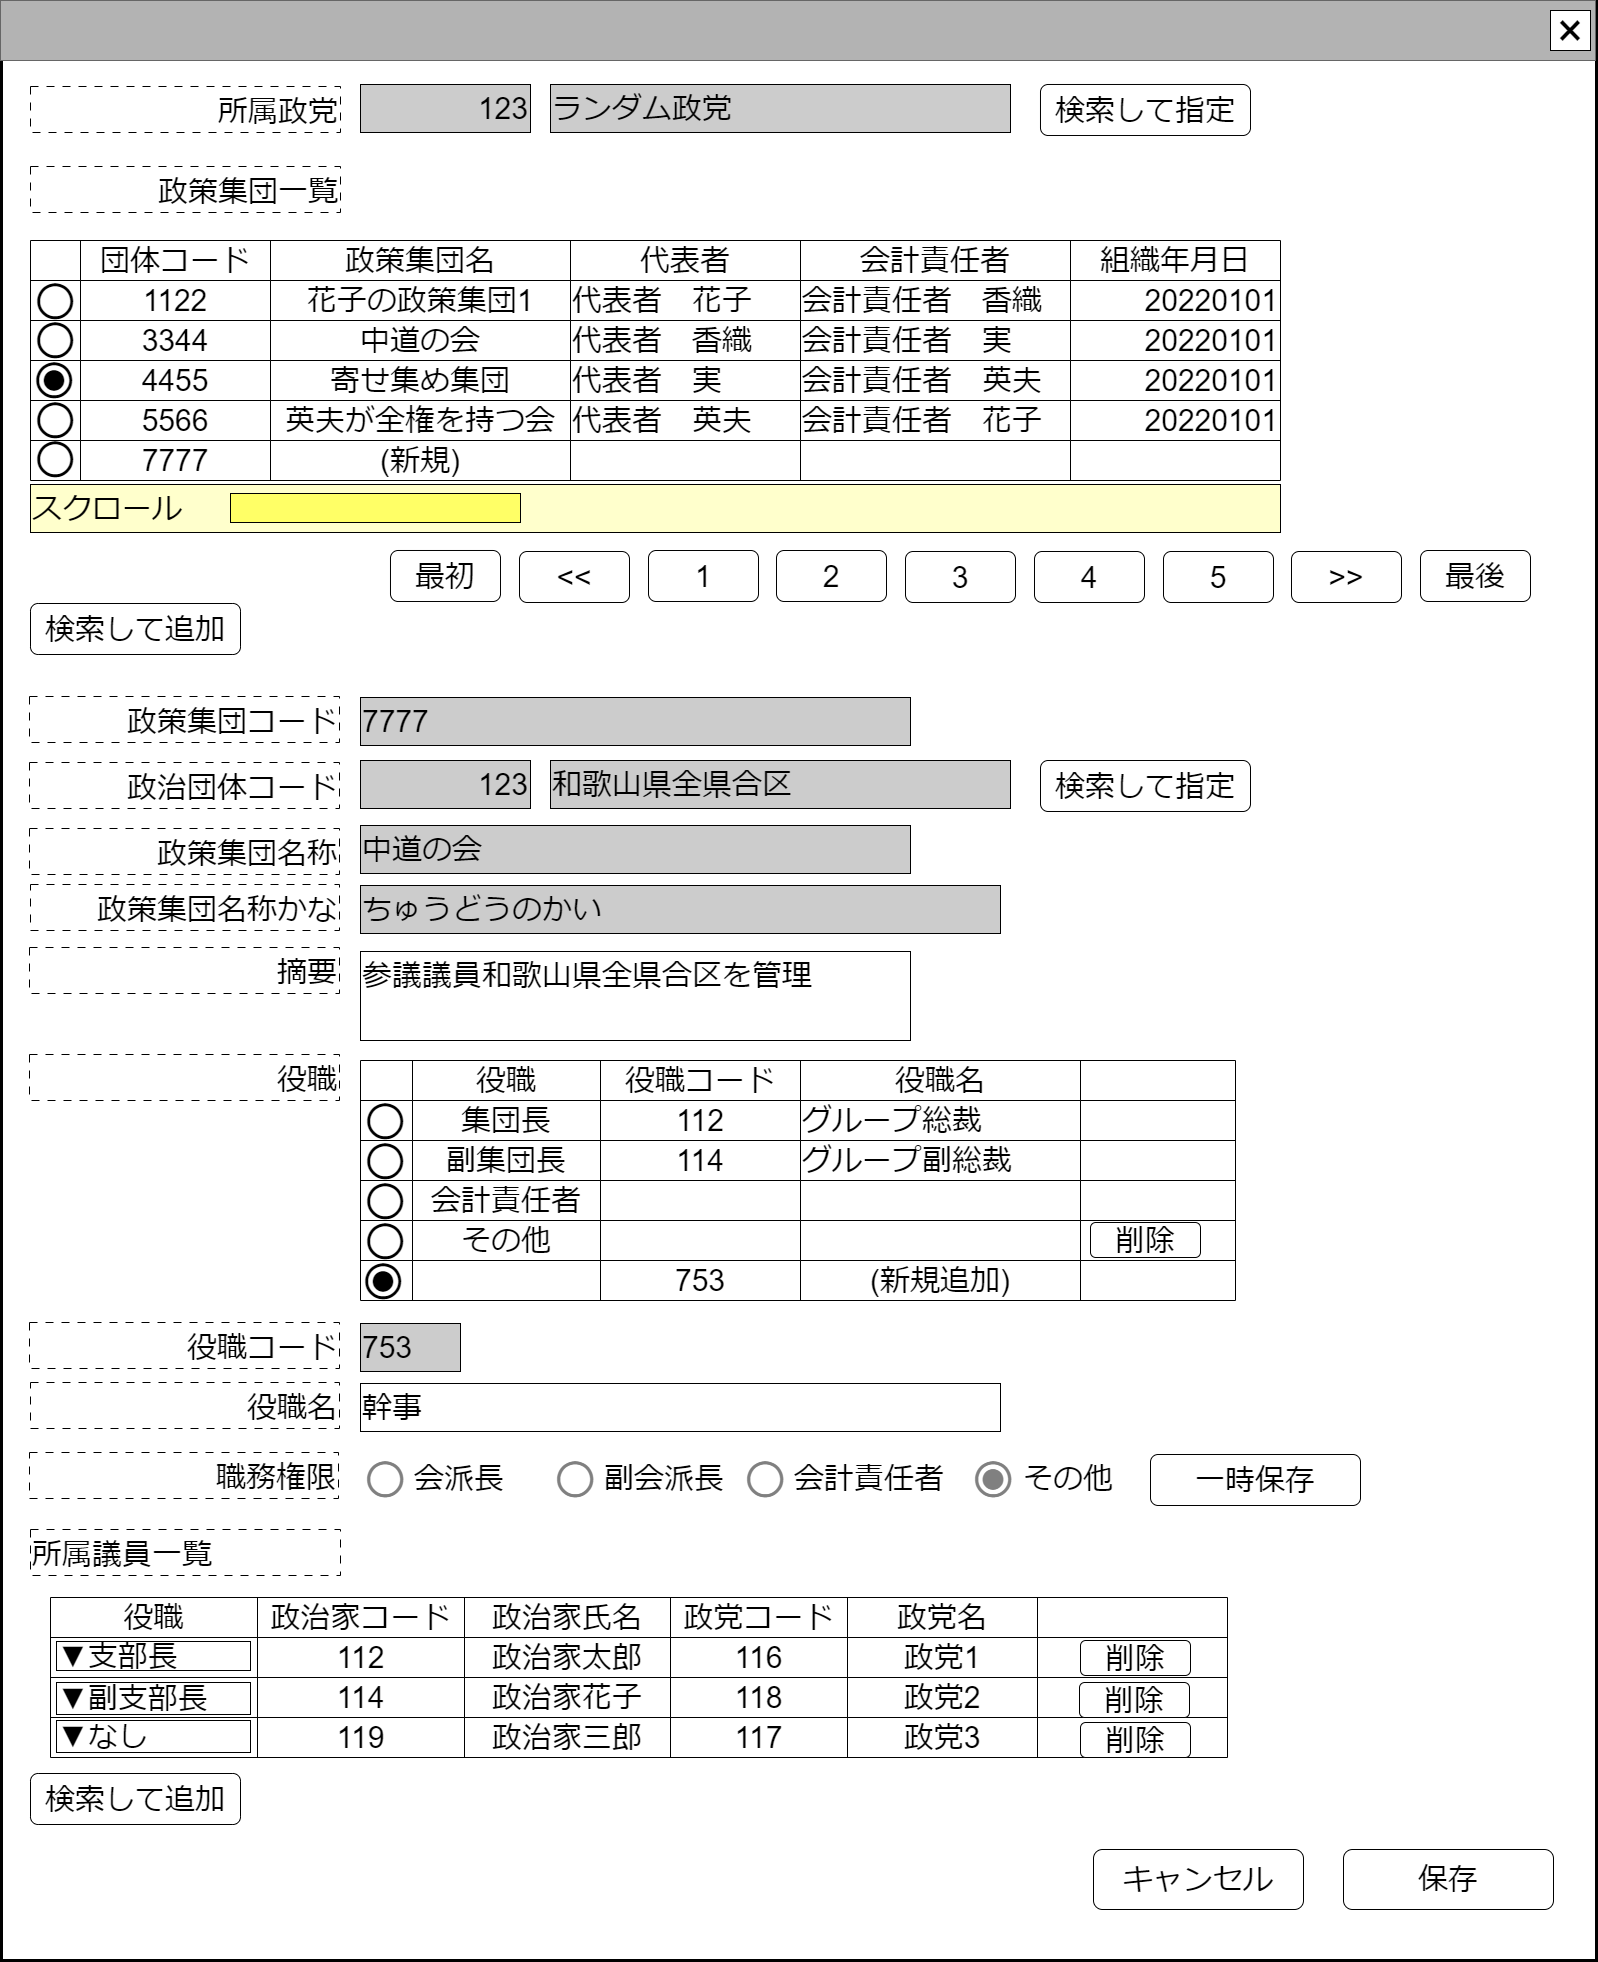 ×
所属政党 123 ランダム政党 検索して指定
政策集団一覧
団体コード 政策集団名 代表者 会計責任者 組織年月日
1122 花子の政策集団1 代表者　花子 会計責任者　香織 20220101
3344 中道の会 代表者　香織 会計責任者　実 20220101
4455 寄せ集め集団 代表者　実 会計責任者　英夫 20220101
5566 英夫が全権を持つ会 代表者　英夫 会計責任者　花子 20220101
7777 (新規)
スクロール
最初 << 1 2 3 4 5 >> 最後
検索して追加
政策集団コード 7777
政治団体コード 123 和歌山県全県合区 検索して指定
政策集団名称 中道の会
政策集団名称かな ちゅうどうのかい
摘要 参議議員和歌山県全県合区を管理
役職 役職 役職コード 役職名
集団長 112 グループ総裁
副集団長 114 グループ副総裁
会計責任者
その他 削除
753 (新規追加)
役職コード 753
役職名 幹事
職務権限 会派長 副会派長 会計責任者 その他 一時保存
所属議員一覧
役職 政治家コード 政治家氏名 政党コード 政党名
▼支部長 112 政治家太郎 116 政党1 削除
▼副支部長 114 政治家花子 118 政党2 削除
▼なし 119 政治家三郎 117 政党3 削除
検索して追加
キャンセル 保存